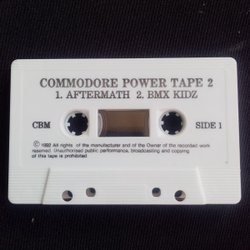 COMMODORE POWER TAPE 2
1. AFTERMATH 2. BMX KIDZ
CBM SIDE 1
© 1992 All rights of the manufacturer and of the Owner of the recorded work
reserved. Unauthorised public performance, broadcasting and copying
of this tape is prohibited